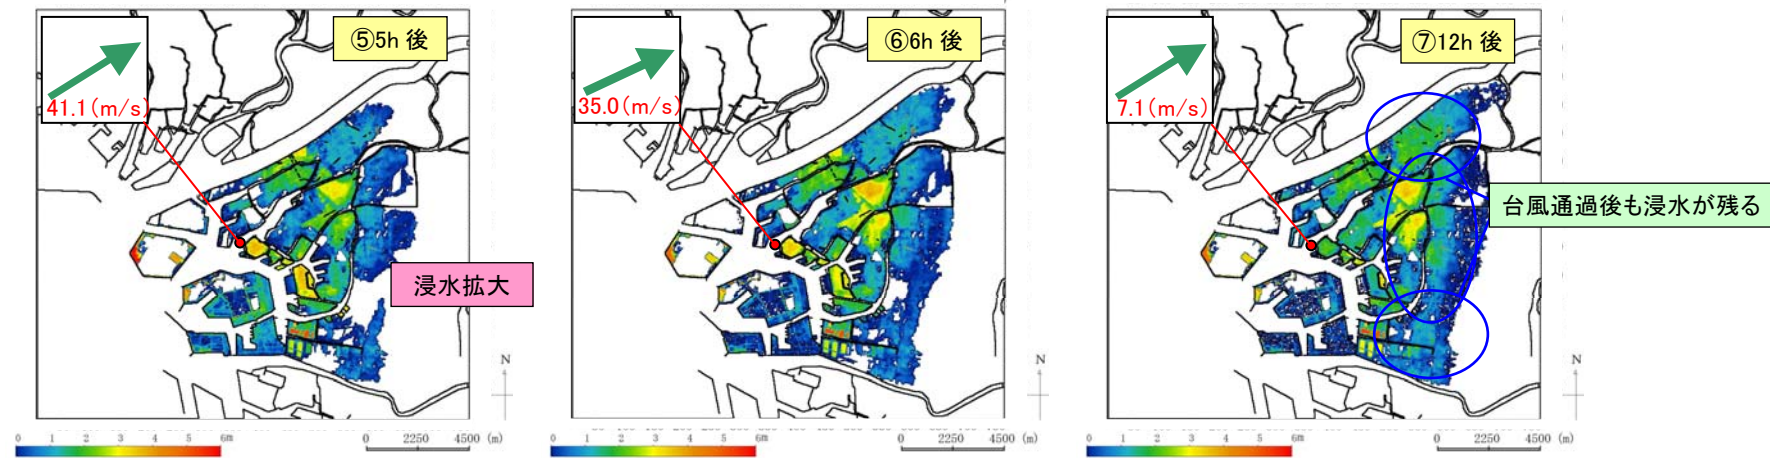 ⑤5h 後
41.1(m/s)
浸水拡大
N
0 1 2 3 4 5 6m
0 2250 4500 (m)
⑥6h 後
35.0(m/s)
N
0 1 2 3 4 5 6m
0 2250 4500 (m)
⑦12h 後
7.1(m/s)
台風通過後も浸水が残る
N
0 1 2 3 4 5 6m
0 2250 4500 (m)